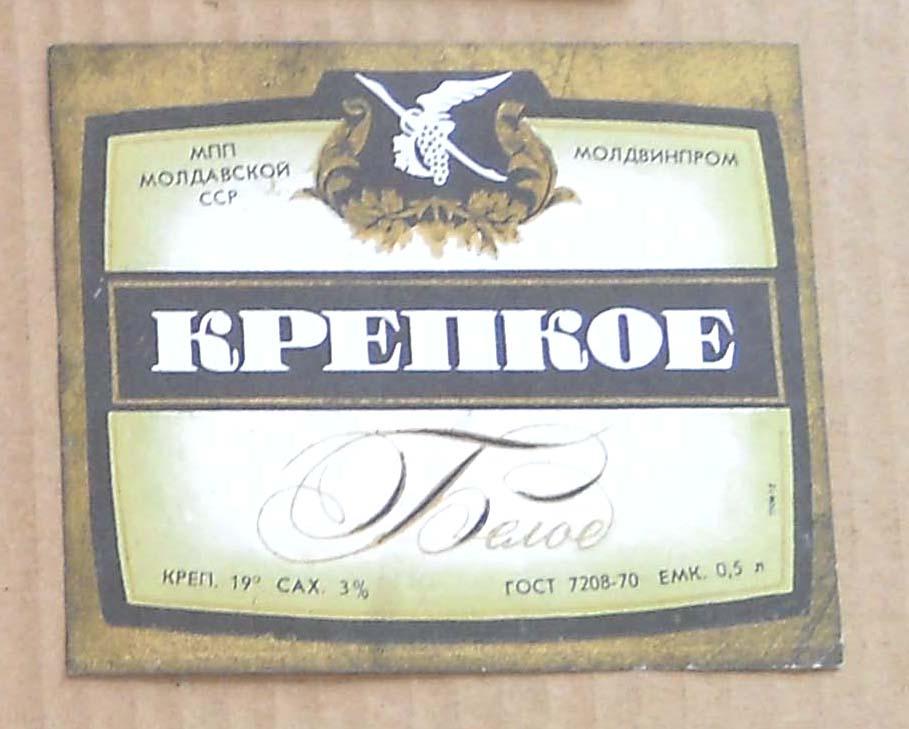 МПП
МОЛДАВСКОЙ
ССР
МОЛДВИНПРОМ
КРЕПКОЕ
Белое
КРЕП. 19° САХ. 3%
ГОСТ 7208-70 ЕМК. 0,5 л